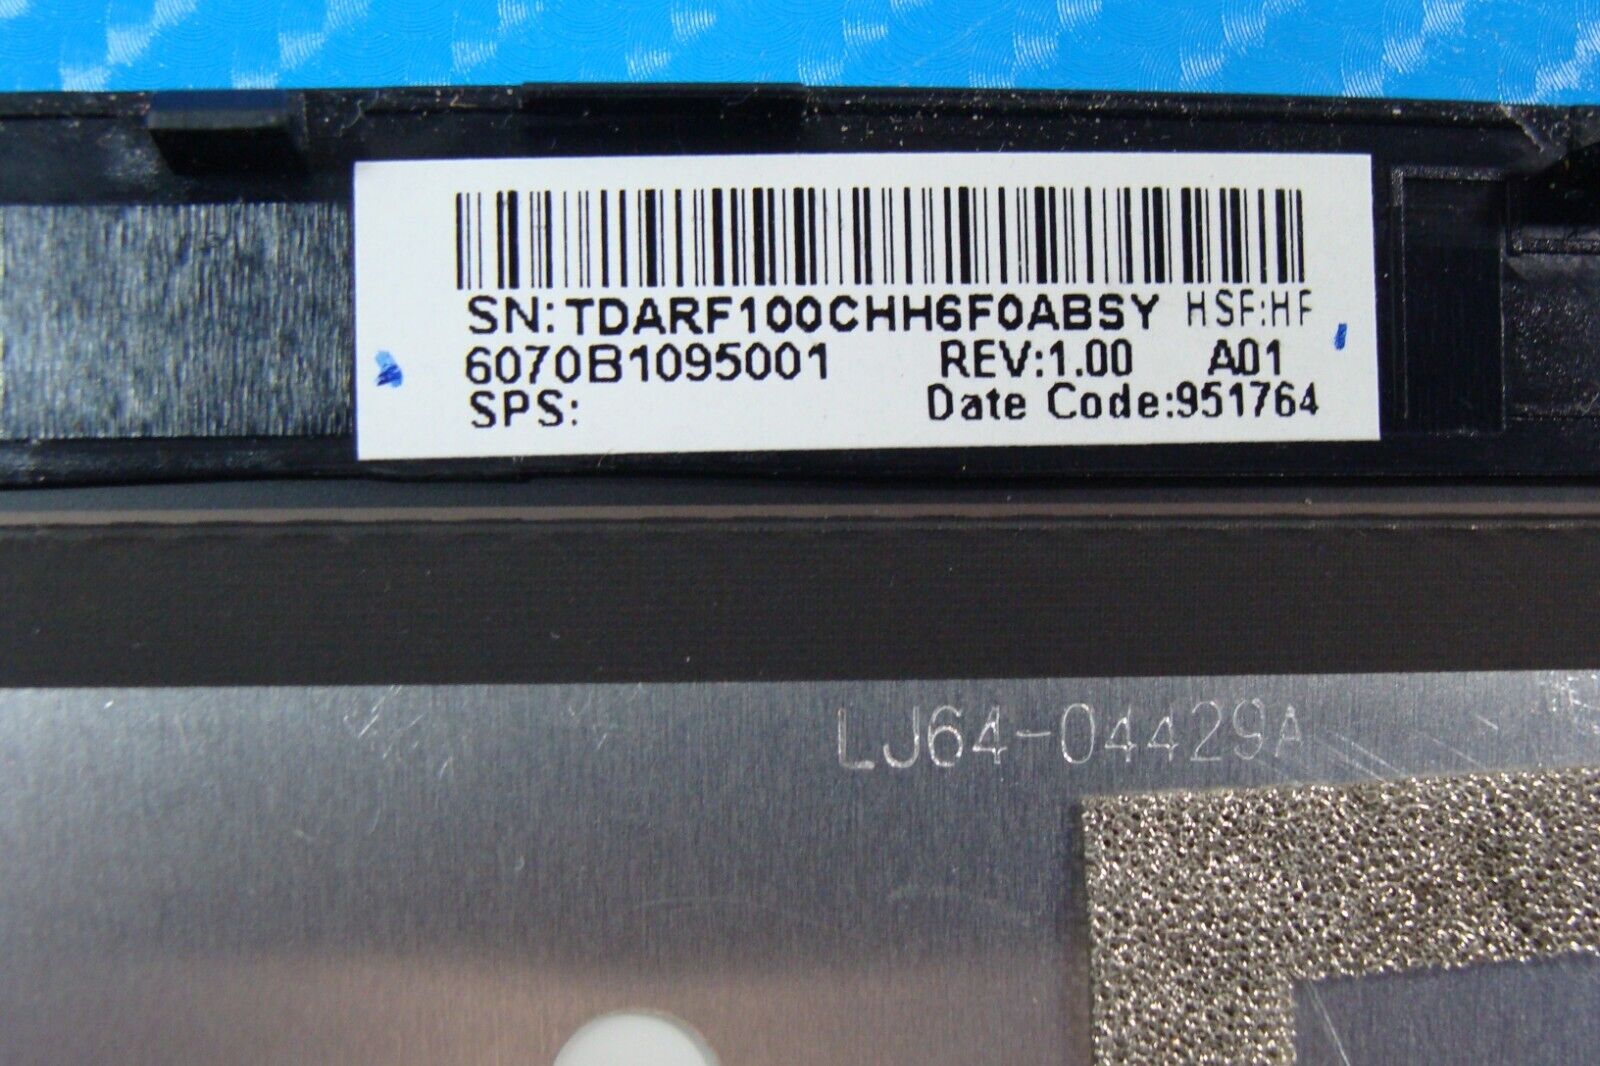 SN:TDARF100CHH6F0ABSY HSF:HF
6070B1095001 REV:1.00 A01
SPS: Date Code:951764
LJ64-04429A